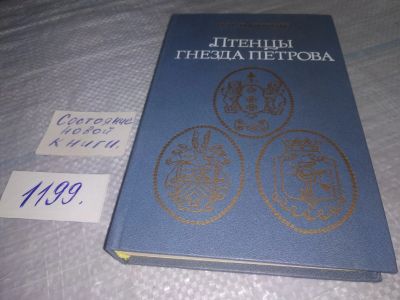 ПТЕНЦЫ
ГНЕЗДА ПЕТРОВА
Состояние
новой
книги.
1199.